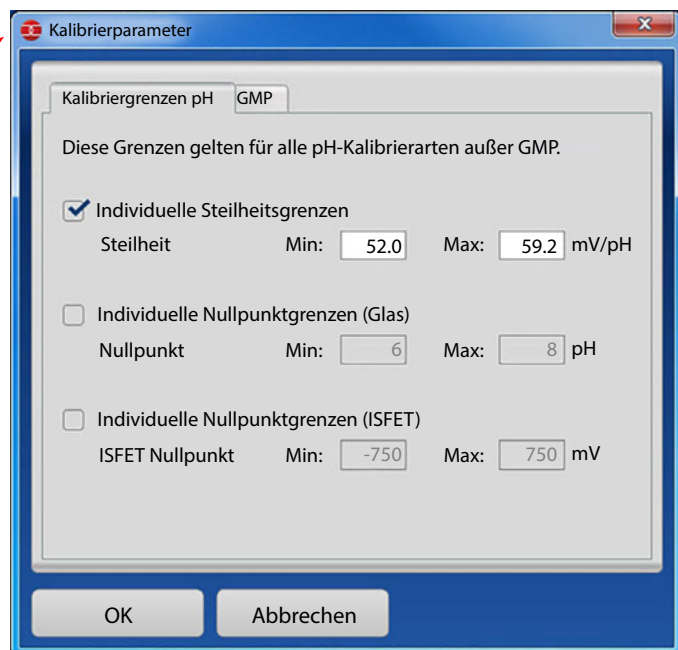 Kalibrierparameter
Kalibriergrenzen pH GMP
Diese Grenzen gelten für alle pH-Kalibrierarten außer GMP.
Individuelle Steilheitsgrenzen
Steilheit Min: 52.0 Max: 59.2 mV/pH
Individuelle Nullpunktgrenzen (Glas)
Nullpunkt Min: 6 Max: 8 pH
Individuelle Nullpunktgrenzen (ISFET)
ISFET Nullpunkt Min: -750 Max: 750 mV
OK Abbrechen